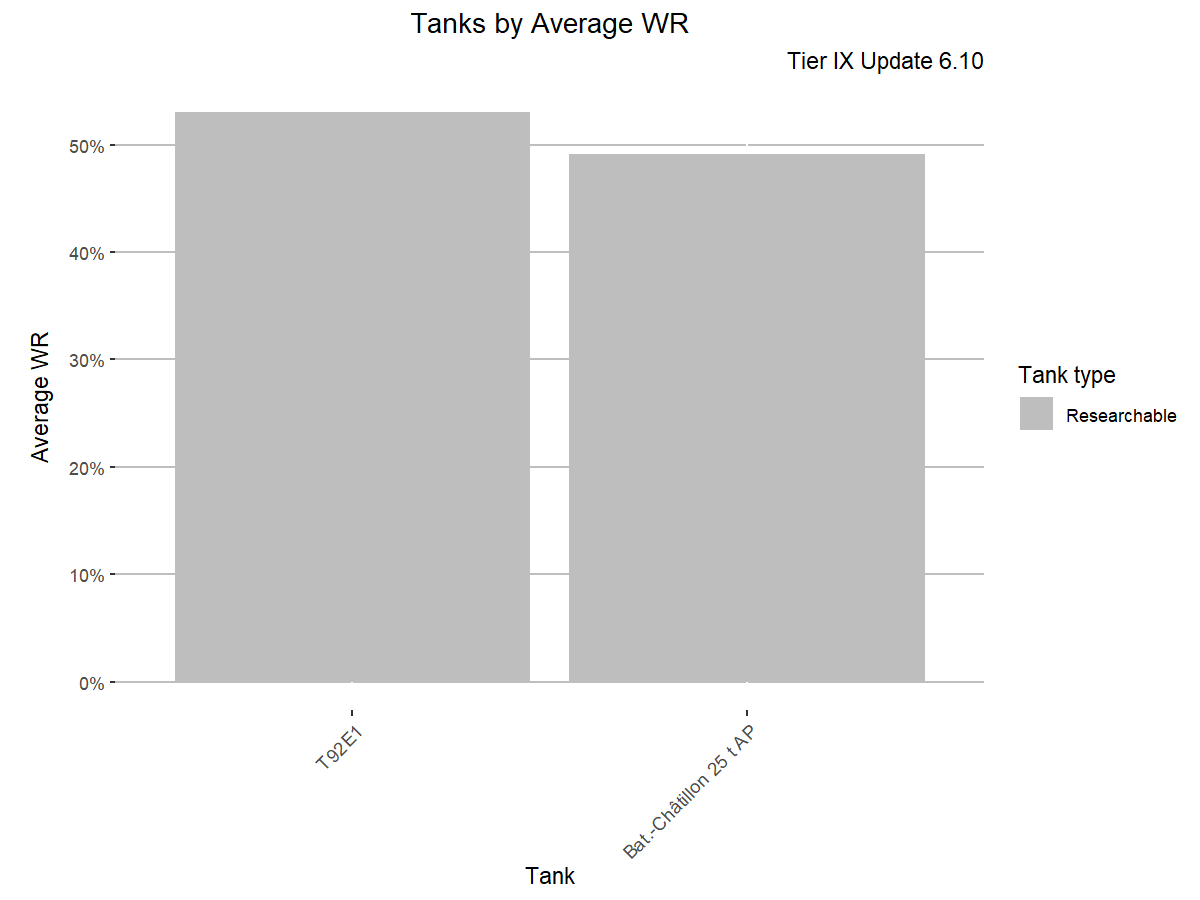 Tanks by Average WR
Tier IX Update 6.10
Average WR
50%
40%
30%
20%
10%
0%
T92E1
Bat.-Châtillon 25 t AP
Tank
Tank type
Researchable